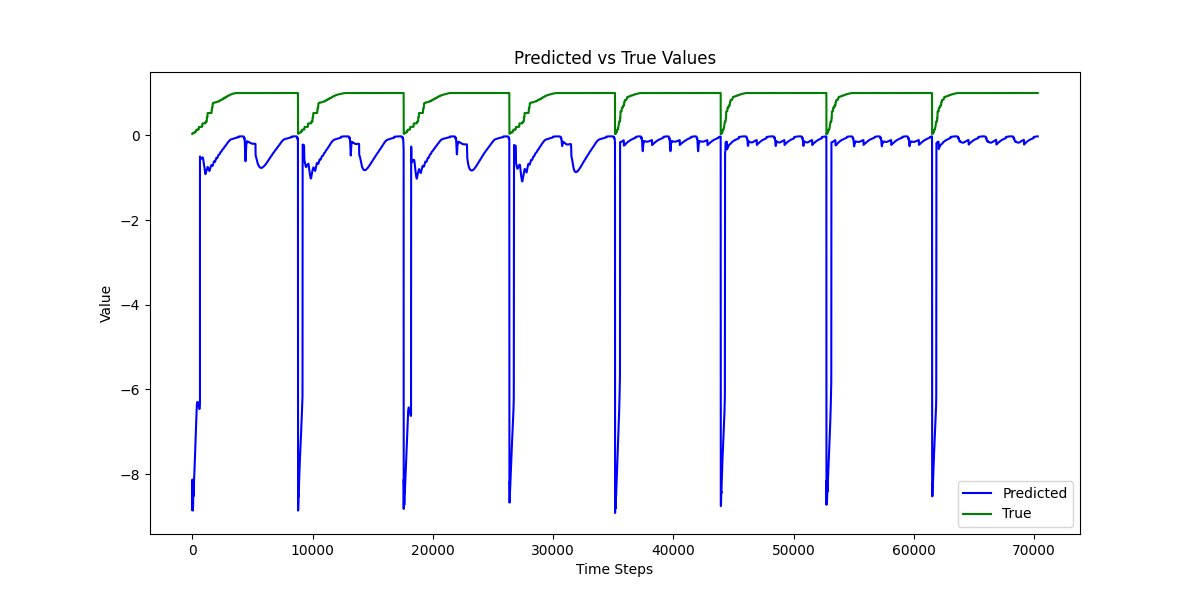 Predicted vs True Values
Value
0
−2
−4
−6
−8
0 10000 20000 30000 40000 50000 60000 70000
Time Steps
Predicted
True